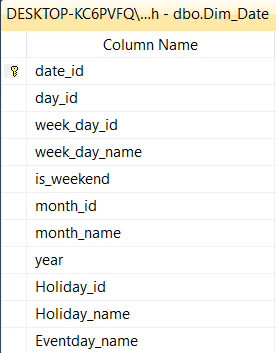 DESKTOP-KC6PVFQ\...h - dbo.Dim_Date
Column Name
date_id
day_id
week_day_id
week_day_name
is_weekend
month_id
month_name
year
Holiday_id
Holiday_name
Eventday_name